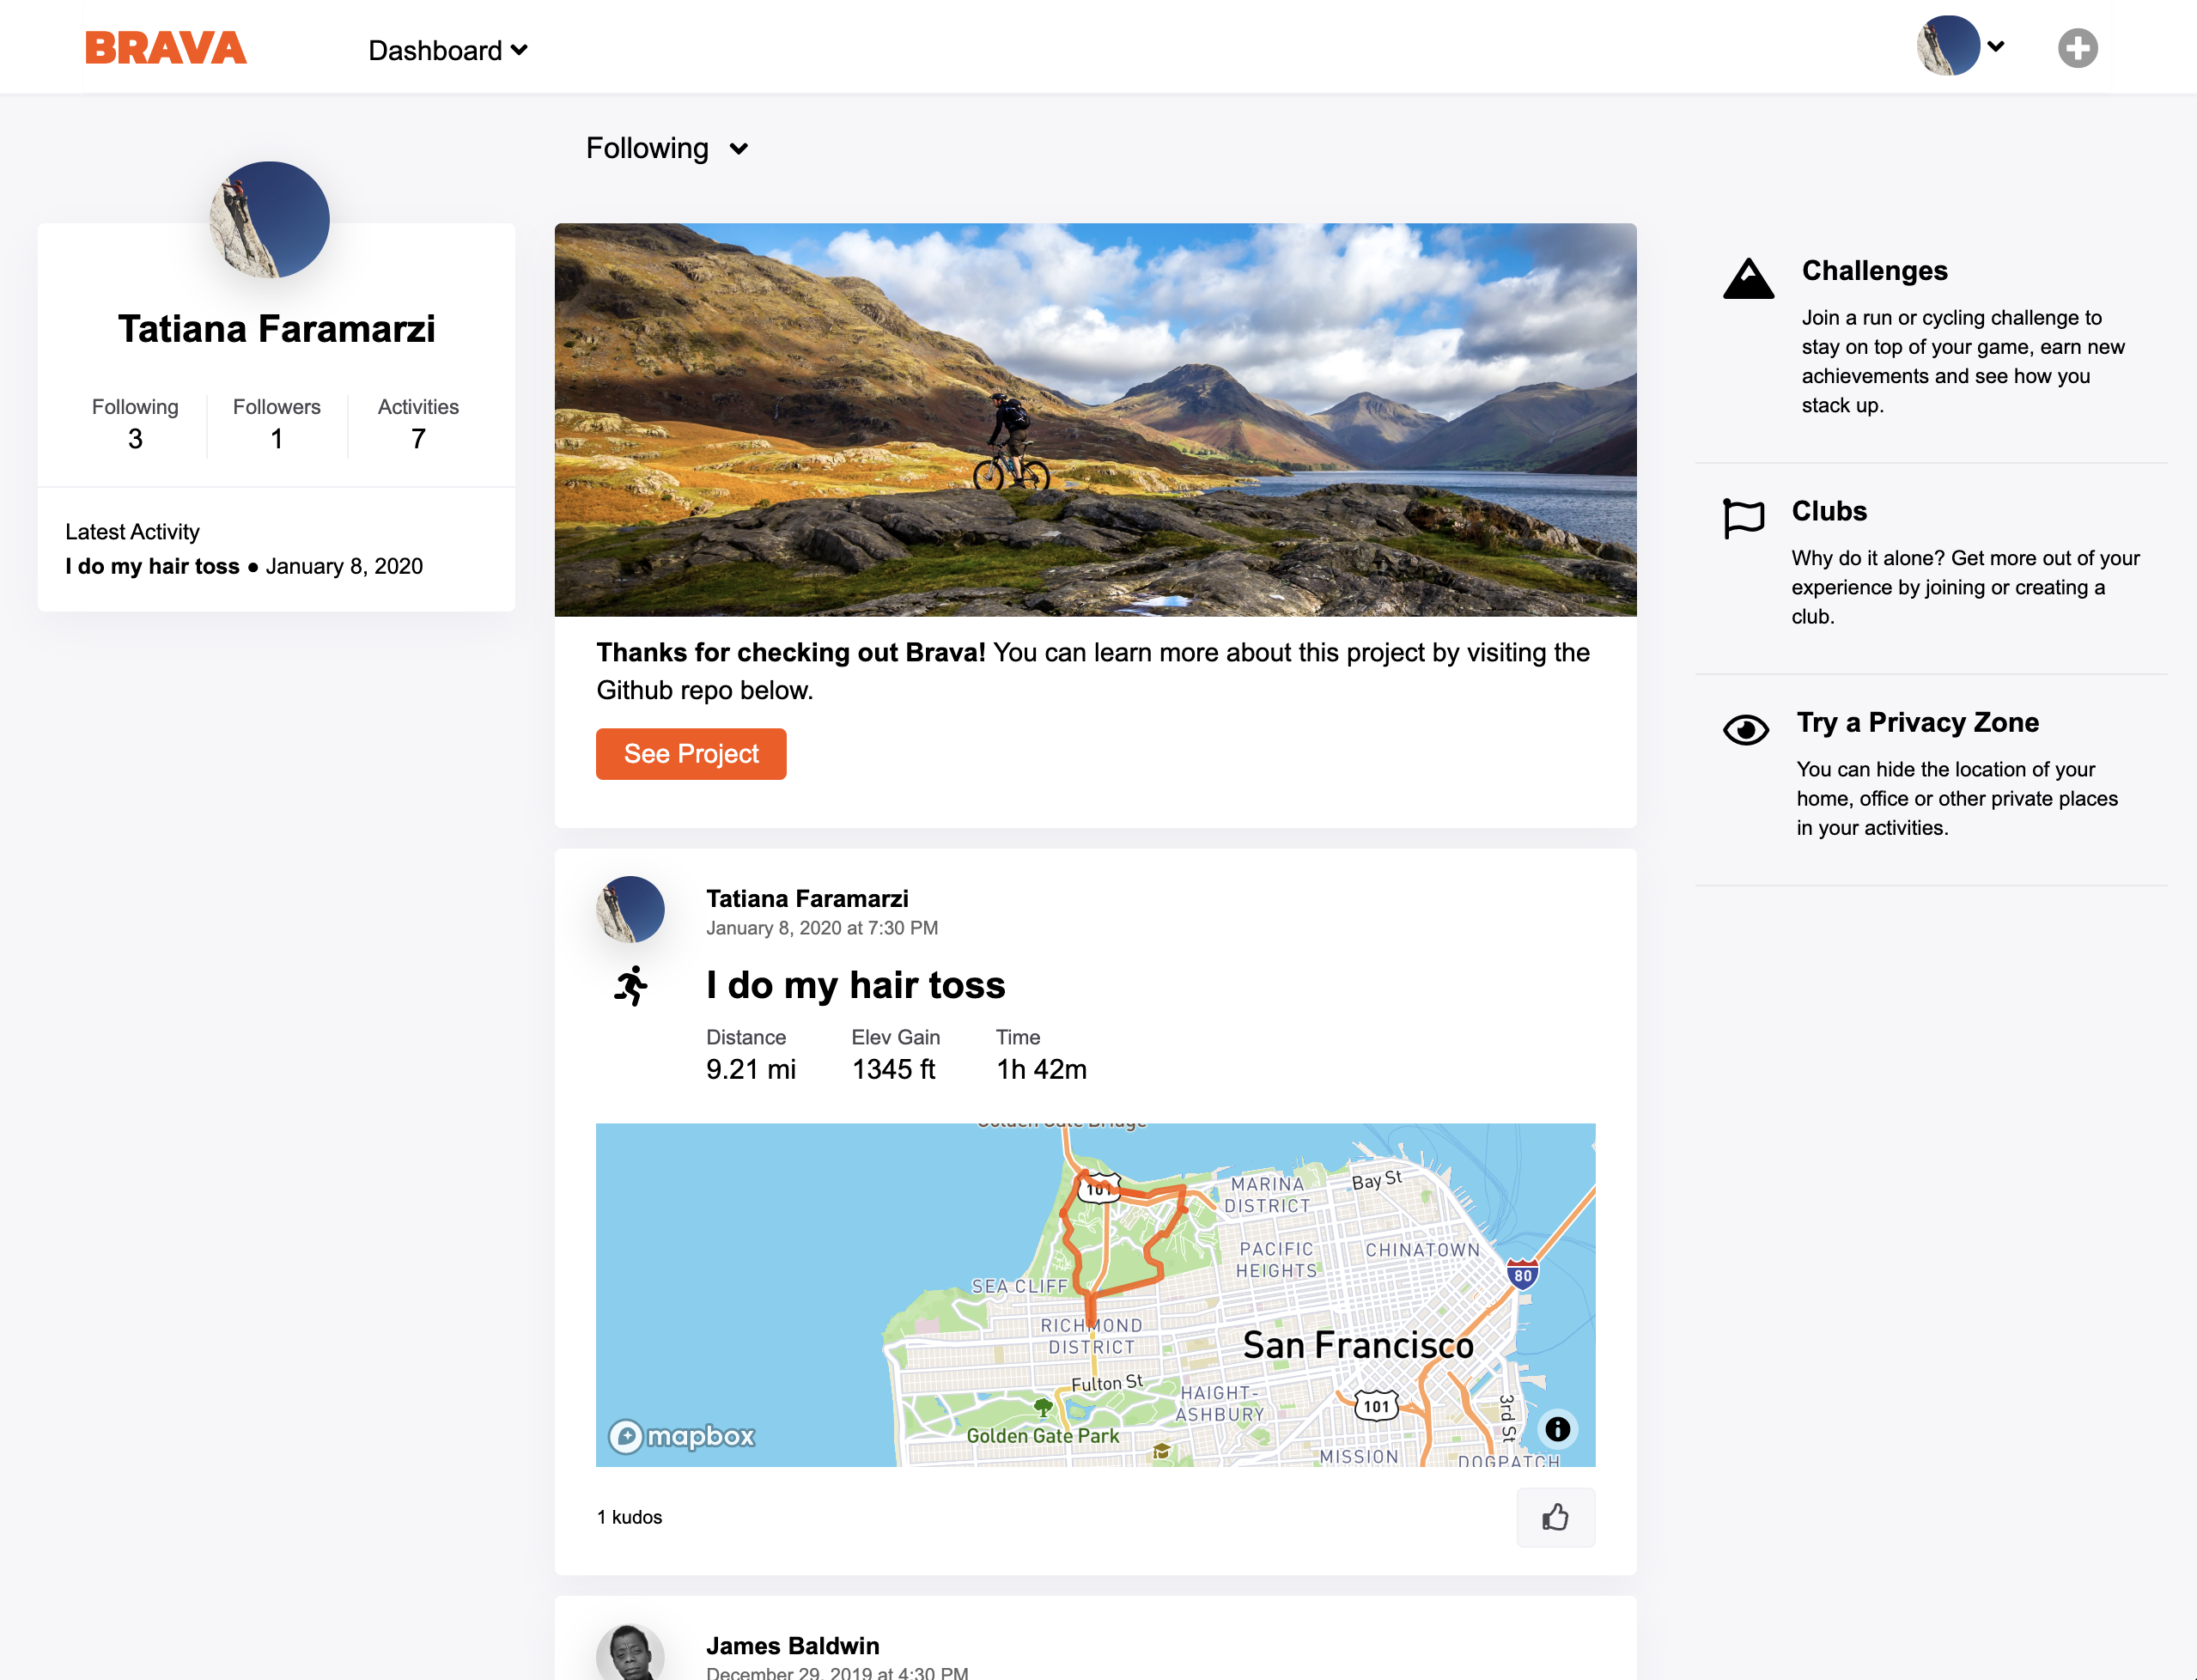 BRAVA
Dashboard
Following
Tatiana Faramarzi
Following
Followers
Activities
3
1
7
Latest Activity
I do my hair toss ● January 8, 2020
Thanks for checking out Brava! You can learn more about this project by visiting the
Github repo below.
See Project
Challenges
Join a run or cycling challenge to
stay on top of your game, earn new
achievements and see how you
stack up.
Clubs
Why do it alone? Get more out of your
experience by joining or creating a
club.
Try a Privacy Zone
You can hide the location of your
home, office or other private places
in your activities.
Tatiana Faramarzi
January 8, 2020 at 7:30 PM
I do my hair toss
Distance
Elev Gain
Time
9.21 mi
1345 ft
1h 42m
Golden Gate Bridge
101
MARINA
DISTRICT
Bay St
PACIFIC
HEIGHTS
CHINATOWN
80
SEA CLIFF
RICHMOND
DISTRICT
San Francisco
Fulton St
HAIGHT-
ASHBURY
101
3rd St
Golden Gate Park
mapbox
MISSION
DOGPATCH
1 kudos
James Baldwin
December 29, 2019 at 4:30 PM